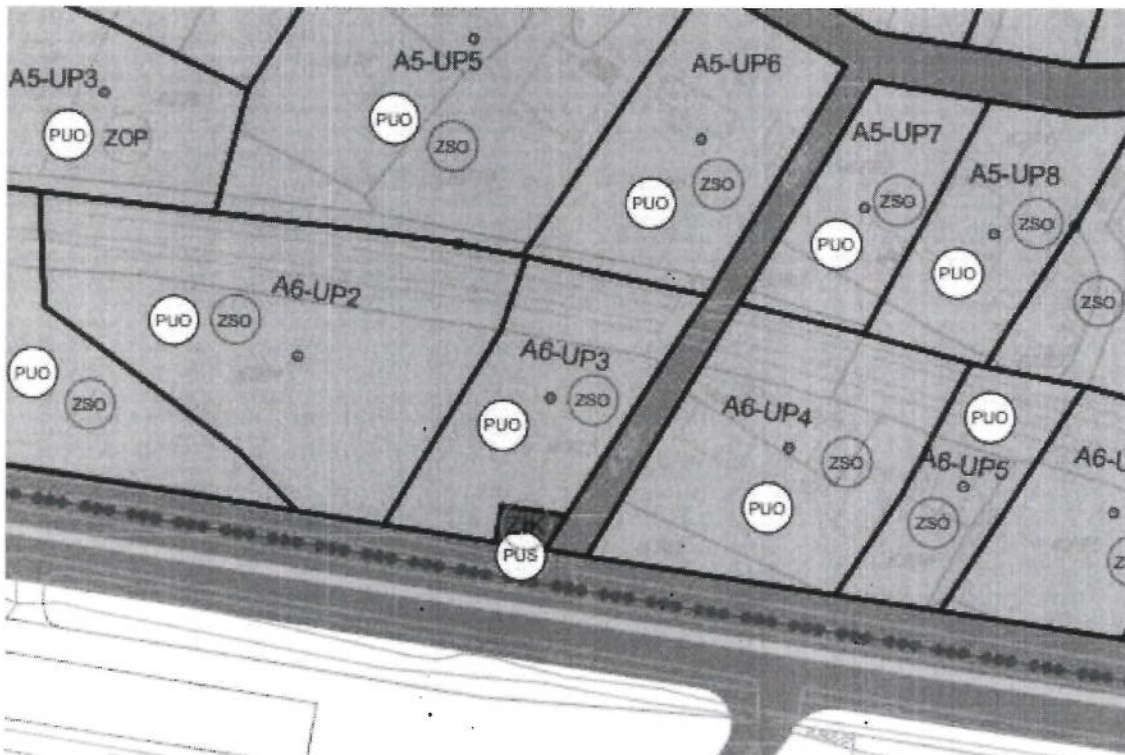 A5-UP3
PUO
ZOP
A5-UP5
PUO
ZSO
A5-UP6
PUO
ZSO
A5-UP7
ZSO
PUO
A5-UP8
ZSO
PUO
ZSO
A6-UP2
PUO
ZSO
PUO
ZSO
A6-UP3
ZSO
PUO
PUS
A6-UP4
ZSO
PUO
PUO
A6-UP5
ZSO
A6-U